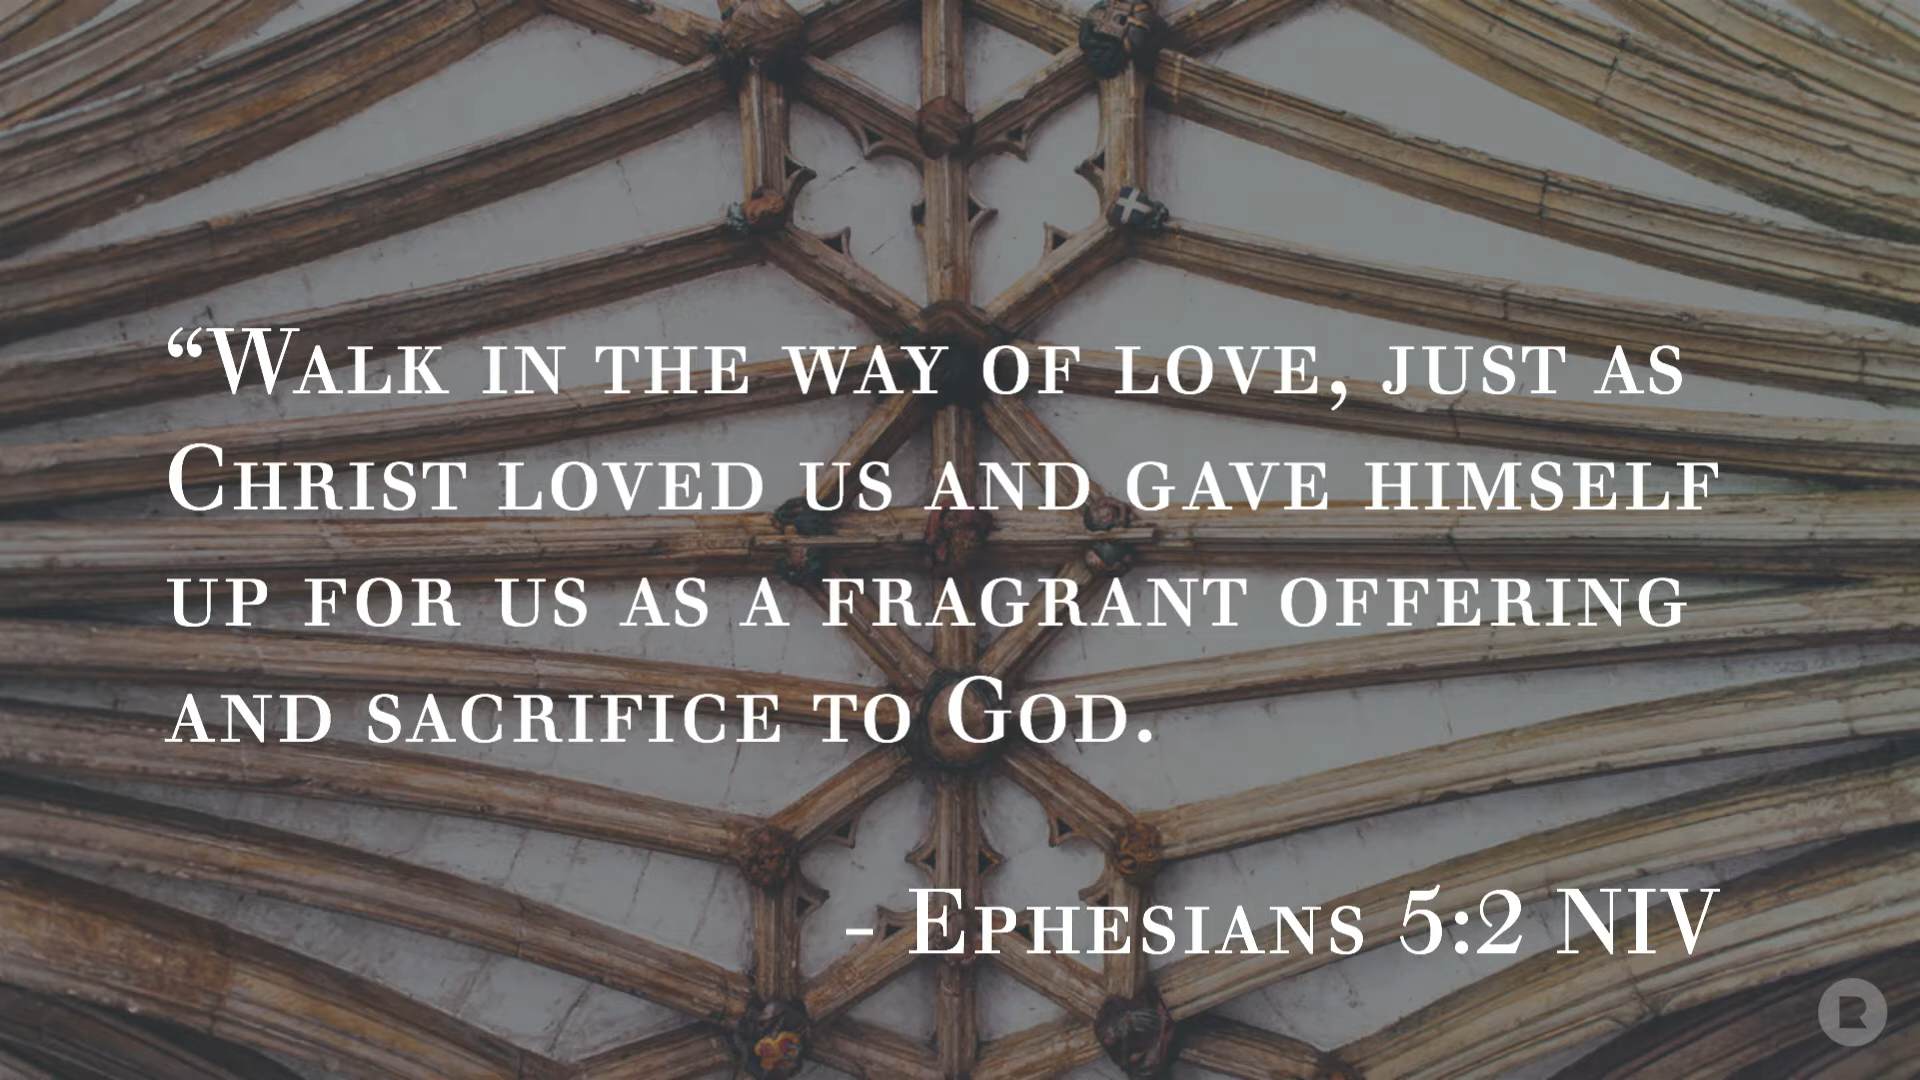 “Walk in the way of love, just as
Christ loved us and gave himself
up for us as a fragrant offering
and sacrifice to God.
- Ephesians 5:2 NIV
R